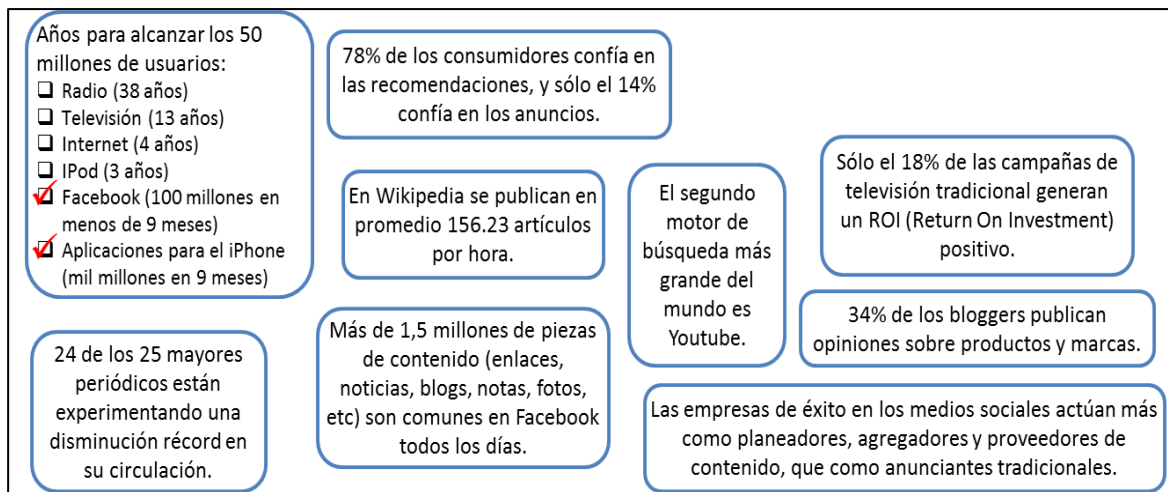 Años para alcanzar los 50
millones de usuarios:
Radio (38 años)
Televisión (13 años)
Internet (4 años)
IPod (3 años)
Facebook (100 millones en
menos de 9 meses)
Aplicaciones para el iPhone
(mil millones en 9 meses)
78% de los consumidores confía en
las recomendaciones, y sólo el 14%
confía en los anuncios.
En Wikipedia se publican en
promedio 156.23 artículos
por hora.
El segundo
motor de
búsqueda más
grande del
mundo es
Youtube.
Sólo el 18% de las campañas de
televisión tradicional generan
un ROI (Return On Investment)
positivo.
34% de los bloggers publican
opiniones sobre productos y marcas.
24 de los 25 mayores
periódicos están
experimentando una
disminución récord en
su circulación.
Más de 1,5 millones de piezas
de contenido (enlaces,
noticias, blogs, notas, fotos,
etc) son comunes en Facebook
todos los días.
Las empresas de éxito en los medios sociales actúan más
como planeadores, agregadores y proveedores de
contenido, que como anunciantes tradicionales.